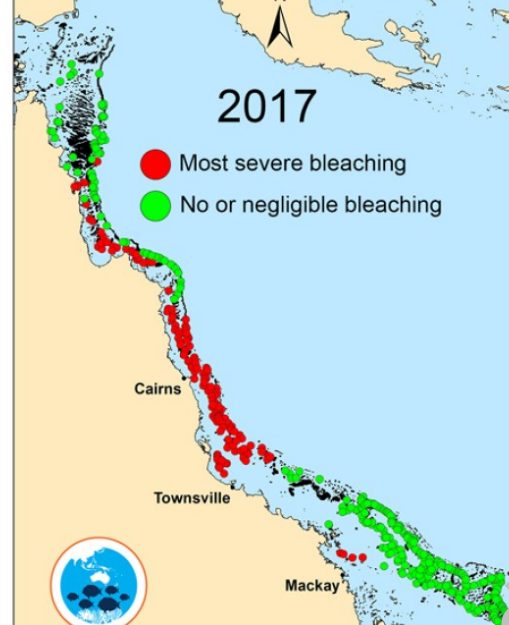 2017
Most severe bleaching
No or negligible bleaching
Cairns
Townsville
Mackay